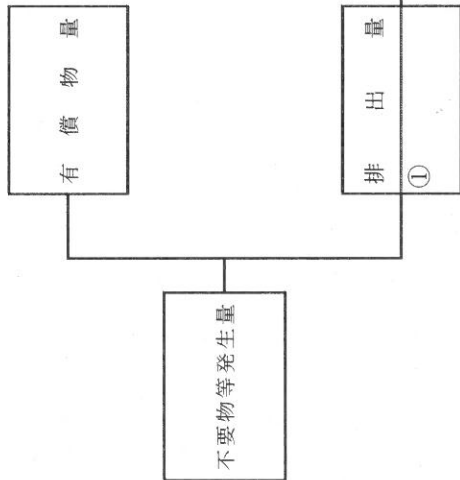 不要物等発生量
有償物量
排出量
①